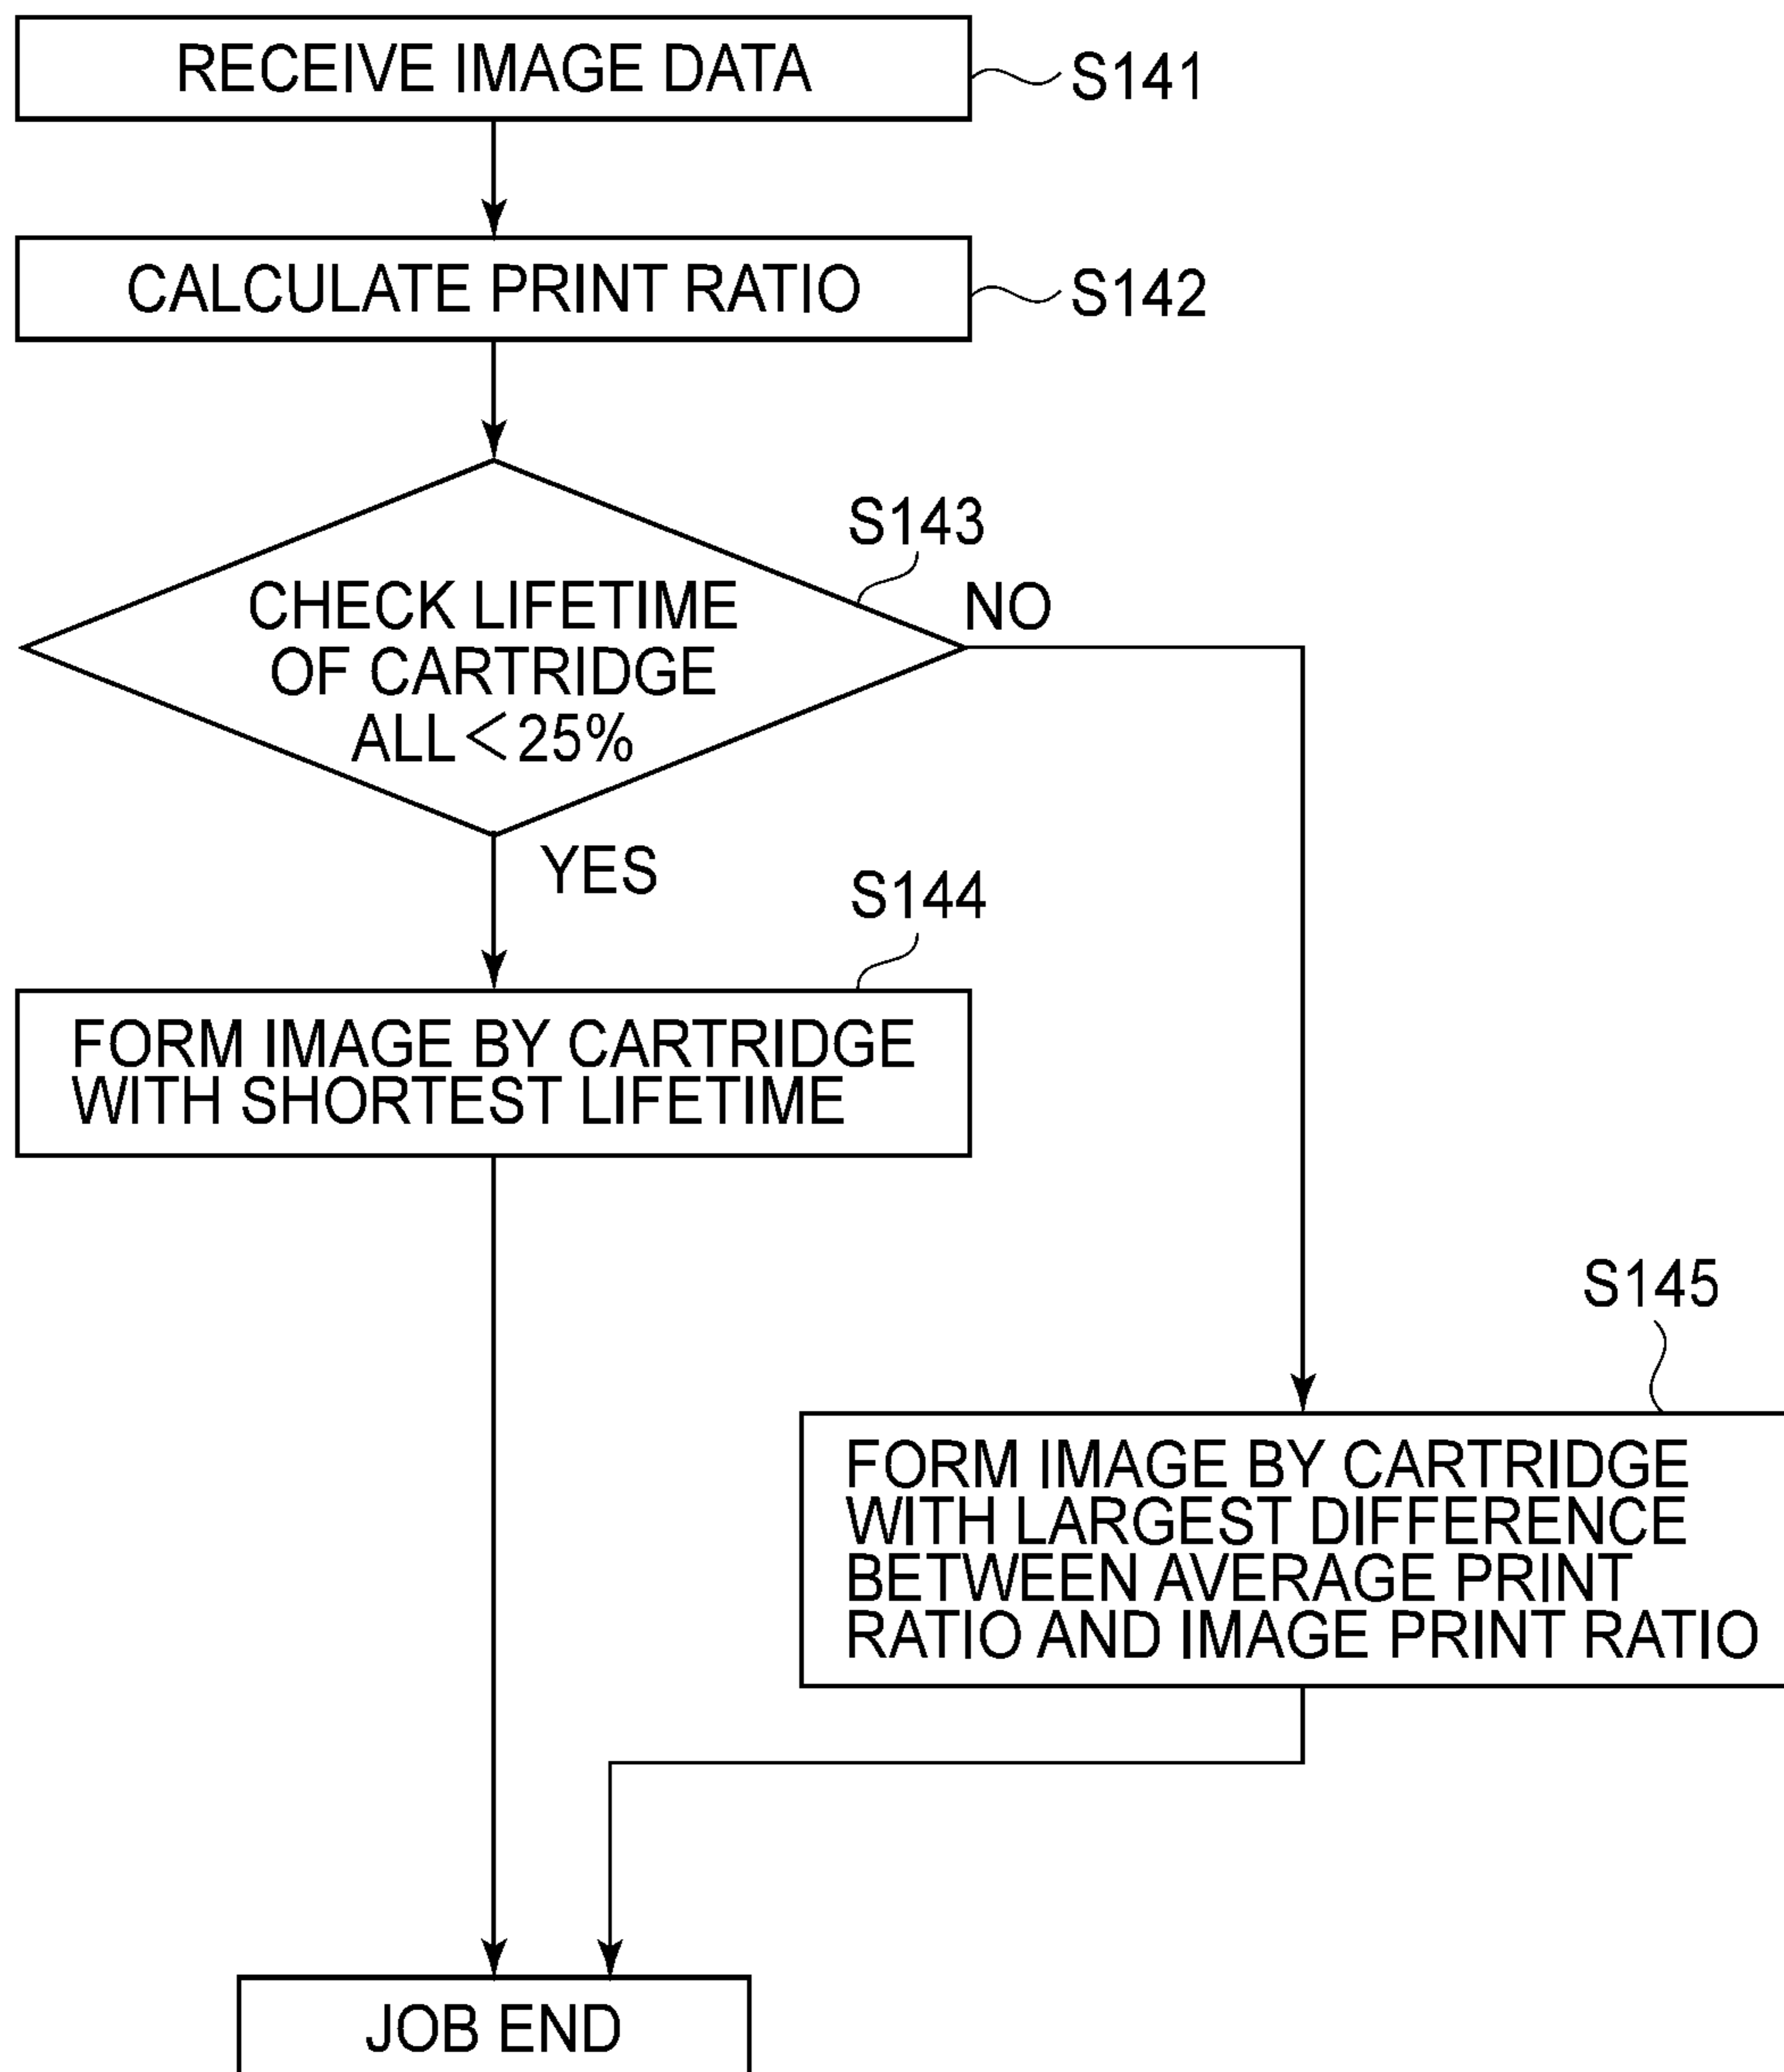 RECEIVE IMAGE DATA
S141
CALCULATE PRINT RATIO
S142
S143
CHECK LIFETIME
OF CARTRIDGE
ALL<25%
NO
YES
S144
FORM IMAGE BY CARTRIDGE
WITH SHORTEST LIFETIME
S145
FORM IMAGE BY CARTRIDGE
WITH LARGEST DIFFERENCE
BETWEEN AVERAGE PRINT
RATIO AND IMAGE PRINT RATIO
JOB END